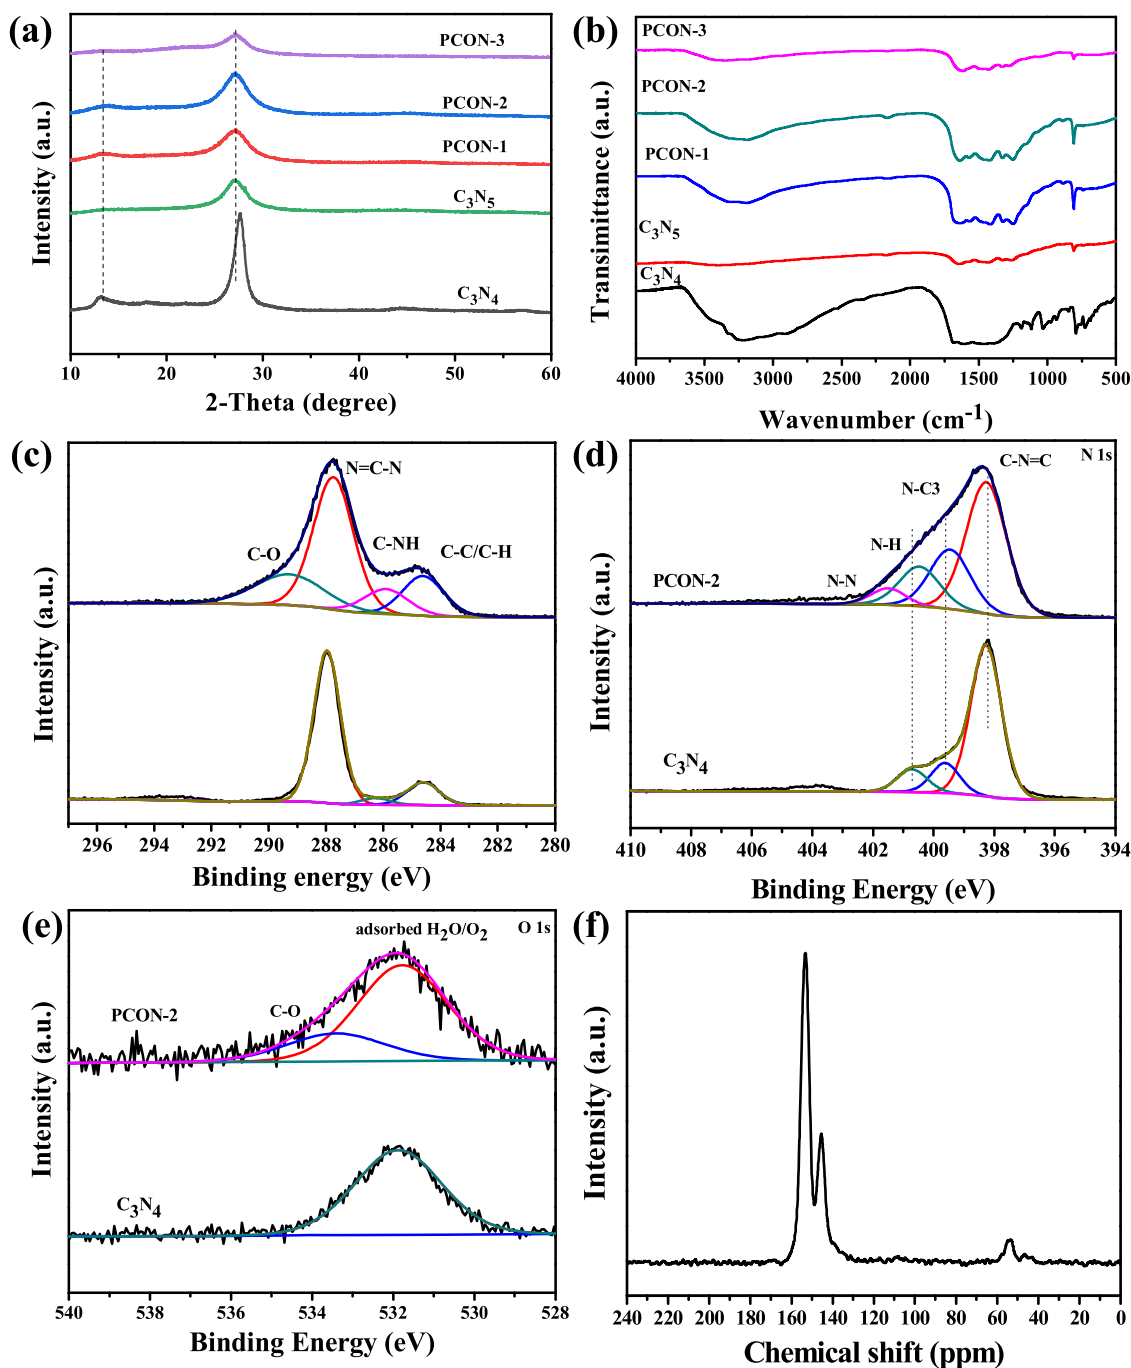 (a)
PCON-3
PCON-2
PCON-1
C3N5
C3N4
Intensity (a.u.)
10 20 30 40 50 60
2-Theta (degree)
(b)
PCON-3
PCON-2
PCON-1
C3N5
C3N4
Transimittance (a.u.)
4000 3500 3000 2500 2000 1500 1000 500
Wavenumber (cm-1)
(c)
N=C-N
C-O
C-NH
C-C/C-H
Intensity (a.u.)
296 294 292 290 288 286 284 282 280
Binding energy (eV)
(d)
N 1s
C-N=C
N-C3
N-H
N-N
PCON-2
C3N4
Intensity (a.u.)
410 408 406 404 402 400 398 396 394
Binding Energy (eV)
(e)
adsorbed H2O/O2
O 1s
C-O
PCON-2
C3N4
Intensity (a.u.)
540 538 536 534 532 530 528
Binding Energy (eV)
(f)
Intensity (a.u.)
240 220 200 180 160 140 120 100 80 60 40 20 0
Chemical shift (ppm)